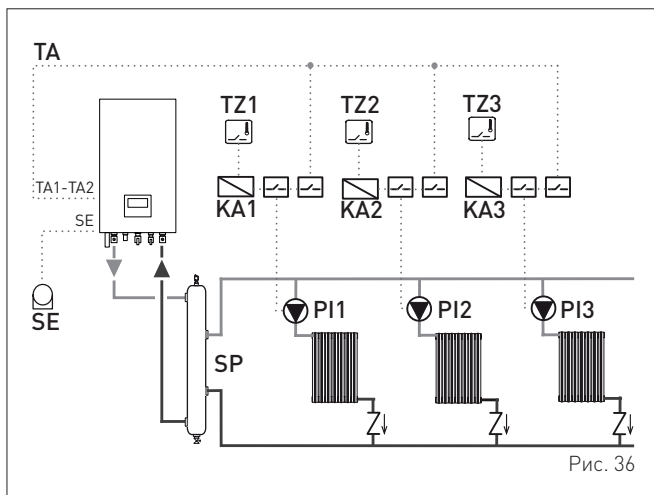 TA
TZ1 TZ2 TZ3
TA1-TA2
KA1 KA2 KA3
SE
SE
PI1 PI2 PI3
SP
Рис. 36